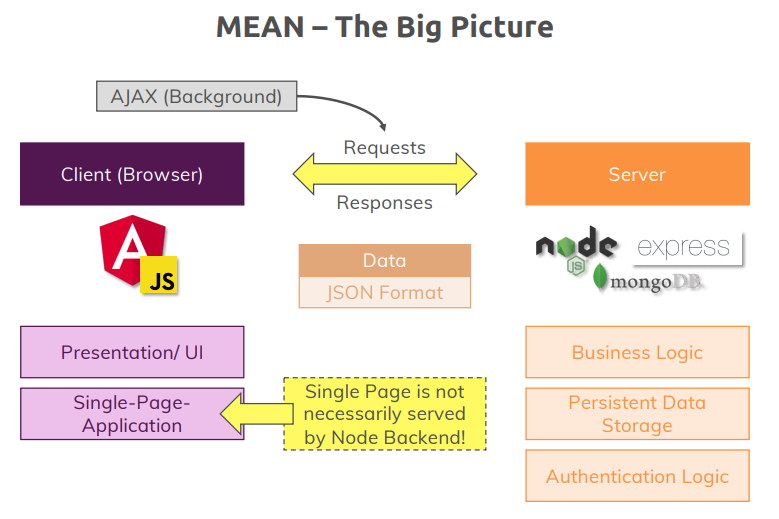 MEAN – The Big Picture
AJAX (Background)
Client (Browser)
Requests
Responses
Server
A
JS
Data
JSON Format
node
JS
express
mongoDB.
Presentation/ UI
Single-Page-
Application
Single Page is not
necessarily served
by Node Backend!
Business Logic
Persistent Data
Storage
Authentication Logic